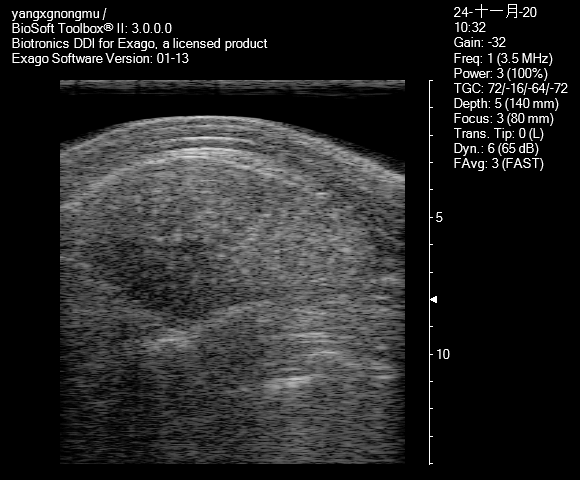 yangxgnongmu /
BioSoft Toolbox® II: 3.0.0.0
Biotronics DDI for Exago, a licensed product
Exago Software Version: 01-13
24-十一月-20
10:32
Gain: -32
Freq: 1 (3.5 MHz)
Power: 3 (100%)
TGC: 72/-16/-64/-72
Depth: 5 (140 mm)
Focus: 3 (80 mm)
Trans. Tip: 0 (L)
Dyn.: 6 (65 dB)
FAvg: 3 (FAST)
5
10